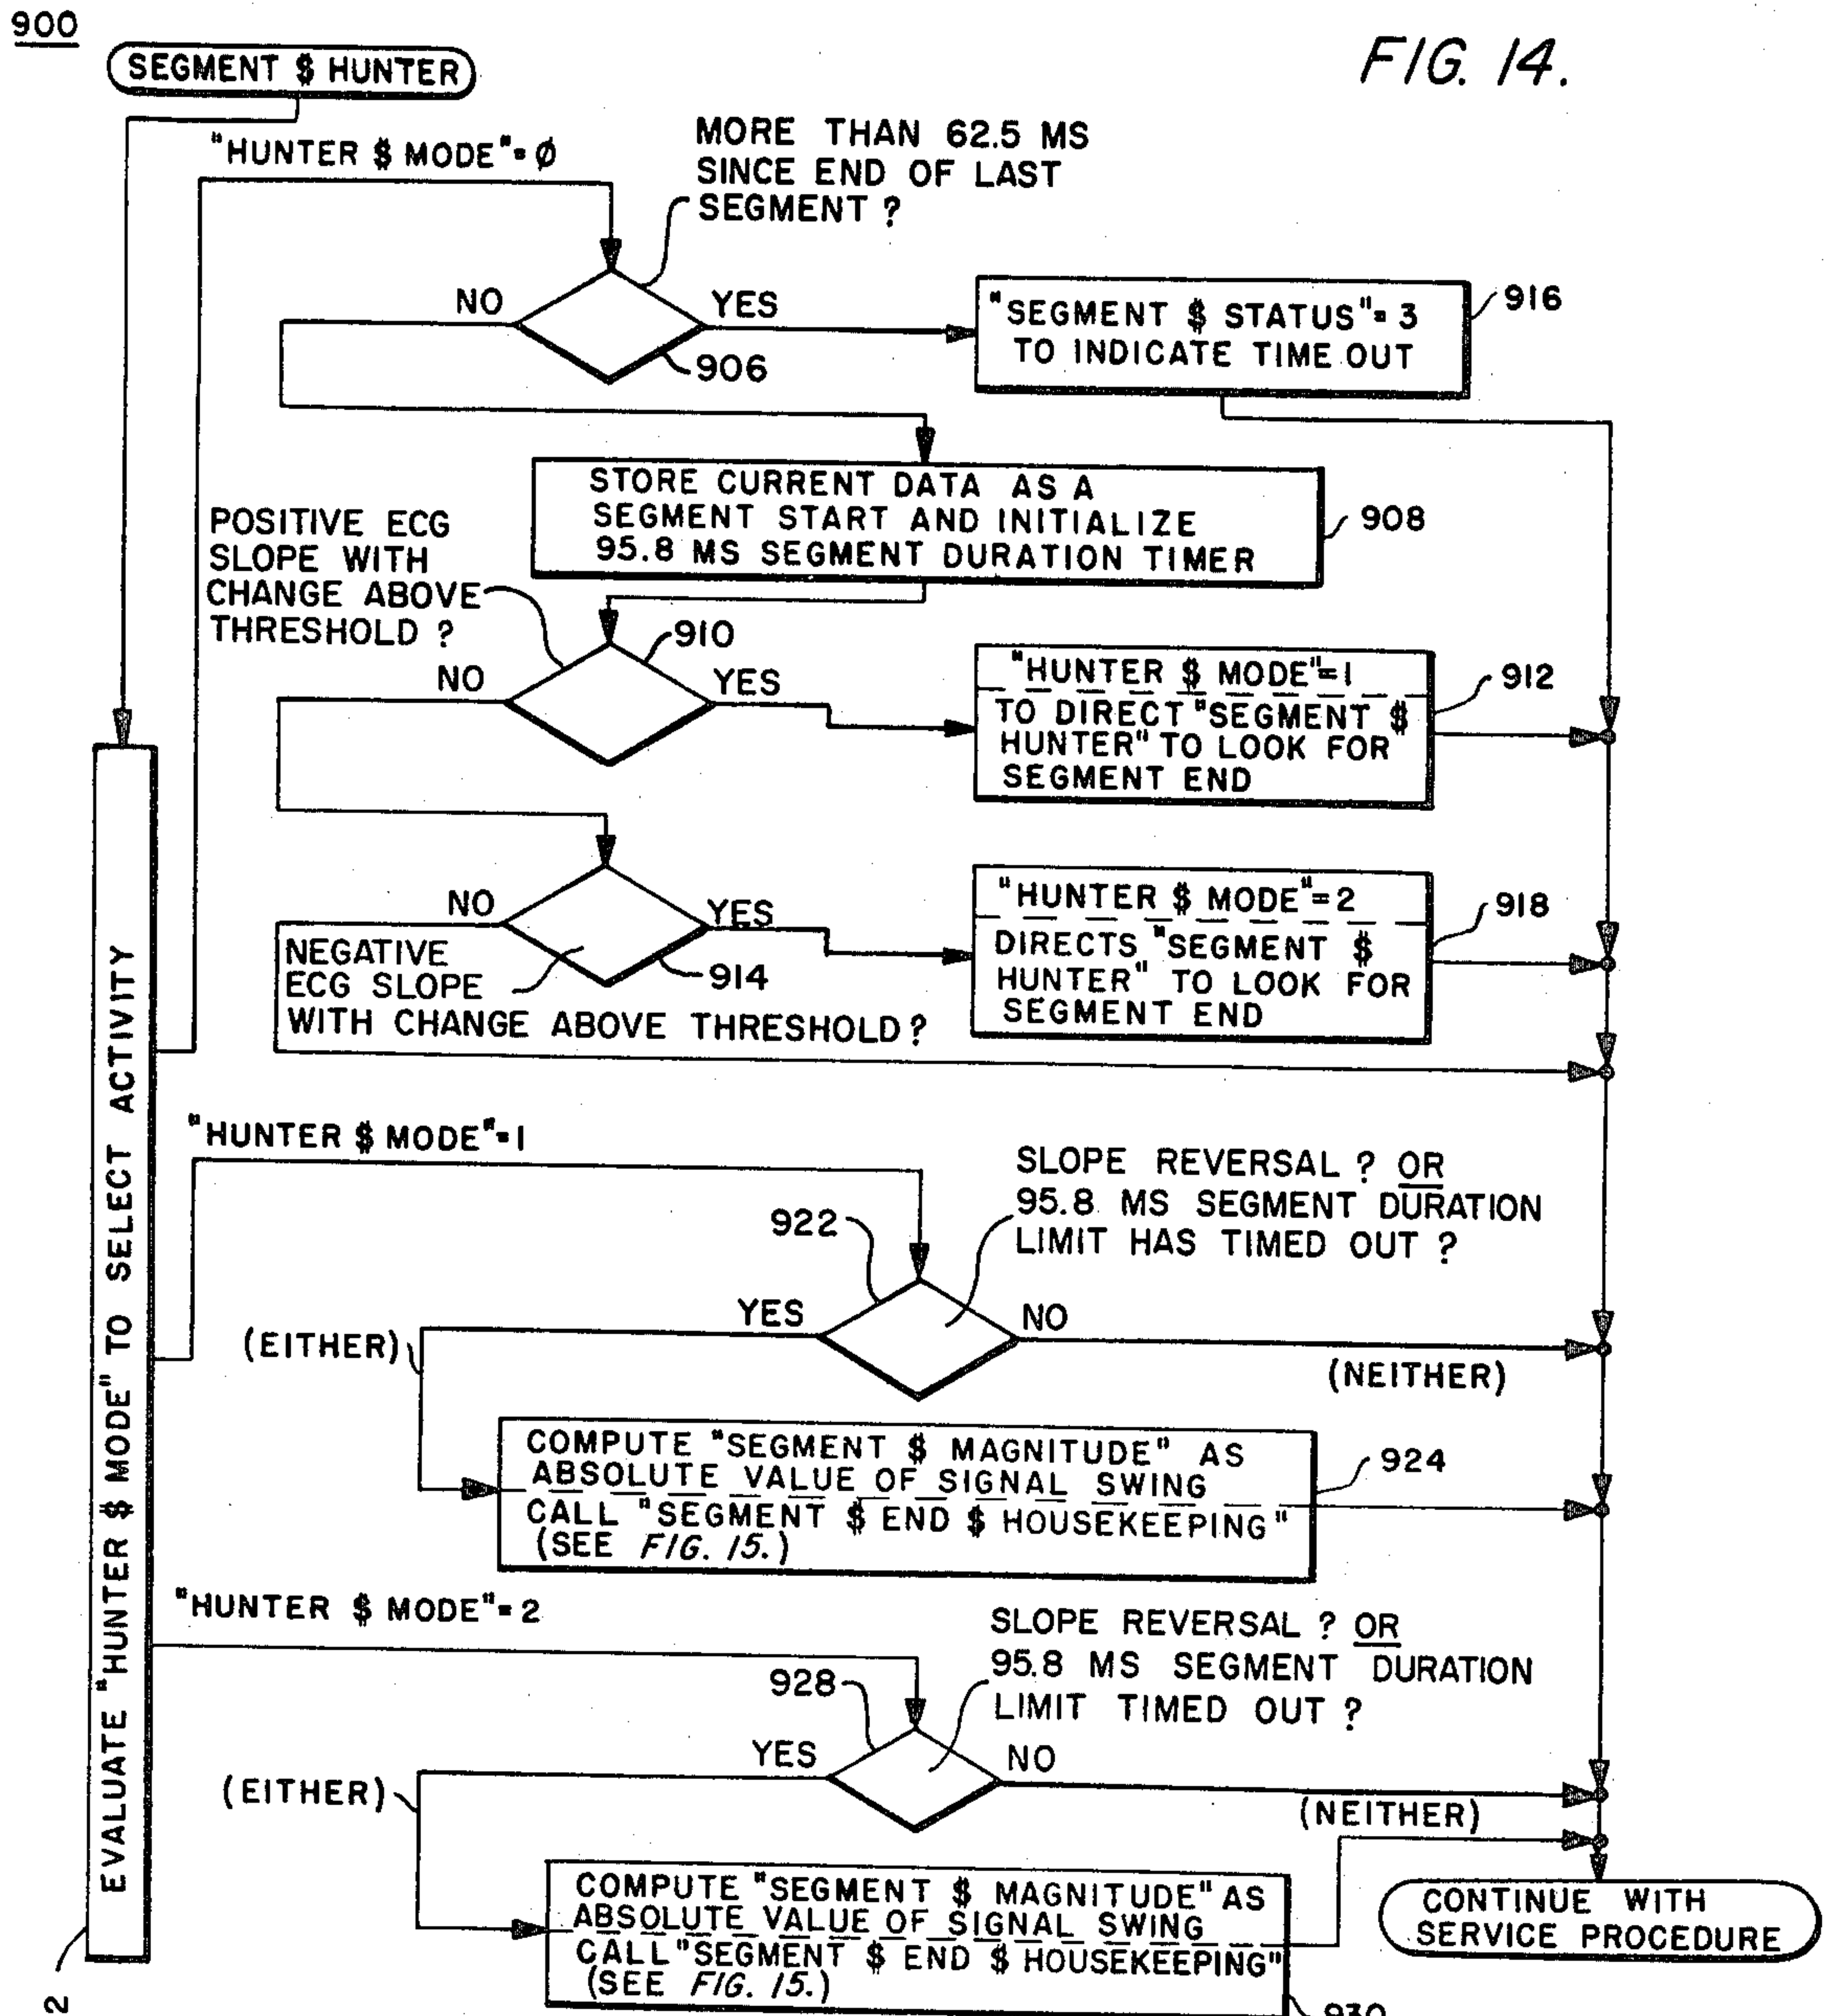 900
FIG. 14.
SEGMENT $ HUNTER
"HUNTER $ MODE"=ø
MORE THAN 62.5 MS
SINCE END OF LAST
SEGMENT ?
NO
YES
906
"SEGMENT $ STATUS"=3
TO INDICATE TIME OUT
916
STORE CURRENT DATA AS A
SEGMENT START AND INITIALIZE
95.8 MS SEGMENT DURATION TIMER
908
POSITIVE ECG
SLOPE WITH
CHANGE ABOVE
THRESHOLD ?
910
NO
YES
"HUNTER $ MODE"=1
TO DIRECT "SEGMENT $
HUNTER" TO LOOK FOR
SEGMENT END
912
NO
YES
NEGATIVE
ECG SLOPE
WITH CHANGE ABOVE THRESHOLD ?
914
"HUNTER $ MODE"=2
DIRECTS "SEGMENT $
HUNTER" TO LOOK FOR
SEGMENT END
918
EVALUATE "HUNTER $ MODE" TO SELECT ACTIVITY
"HUNTER $ MODE"=1
SLOPE REVERSAL ? OR
95.8 MS SEGMENT DURATION
LIMIT HAS TIMED OUT ?
922
YES
NO
(EITHER)
(NEITHER)
COMPUTE "SEGMENT $ MAGNITUDE" AS
ABSOLUTE VALUE OF SIGNAL SWING
CALL "SEGMENT $ END $ HOUSEKEEPING"
(SEE FIG. 15.)
924
"HUNTER $ MODE"=2
SLOPE REVERSAL ? OR
95.8 MS SEGMENT DURATION
LIMIT TIMED OUT ?
928
YES
NO
(EITHER)
(NEITHER)
COMPUTE "SEGMENT $ MAGNITUDE" AS
ABSOLUTE VALUE OF SIGNAL SWING
CALL "SEGMENT $ END $ HOUSEKEEPING"
(SEE FIG. 15.)
930
CONTINUE WITH
SERVICE PROCEDURE
2